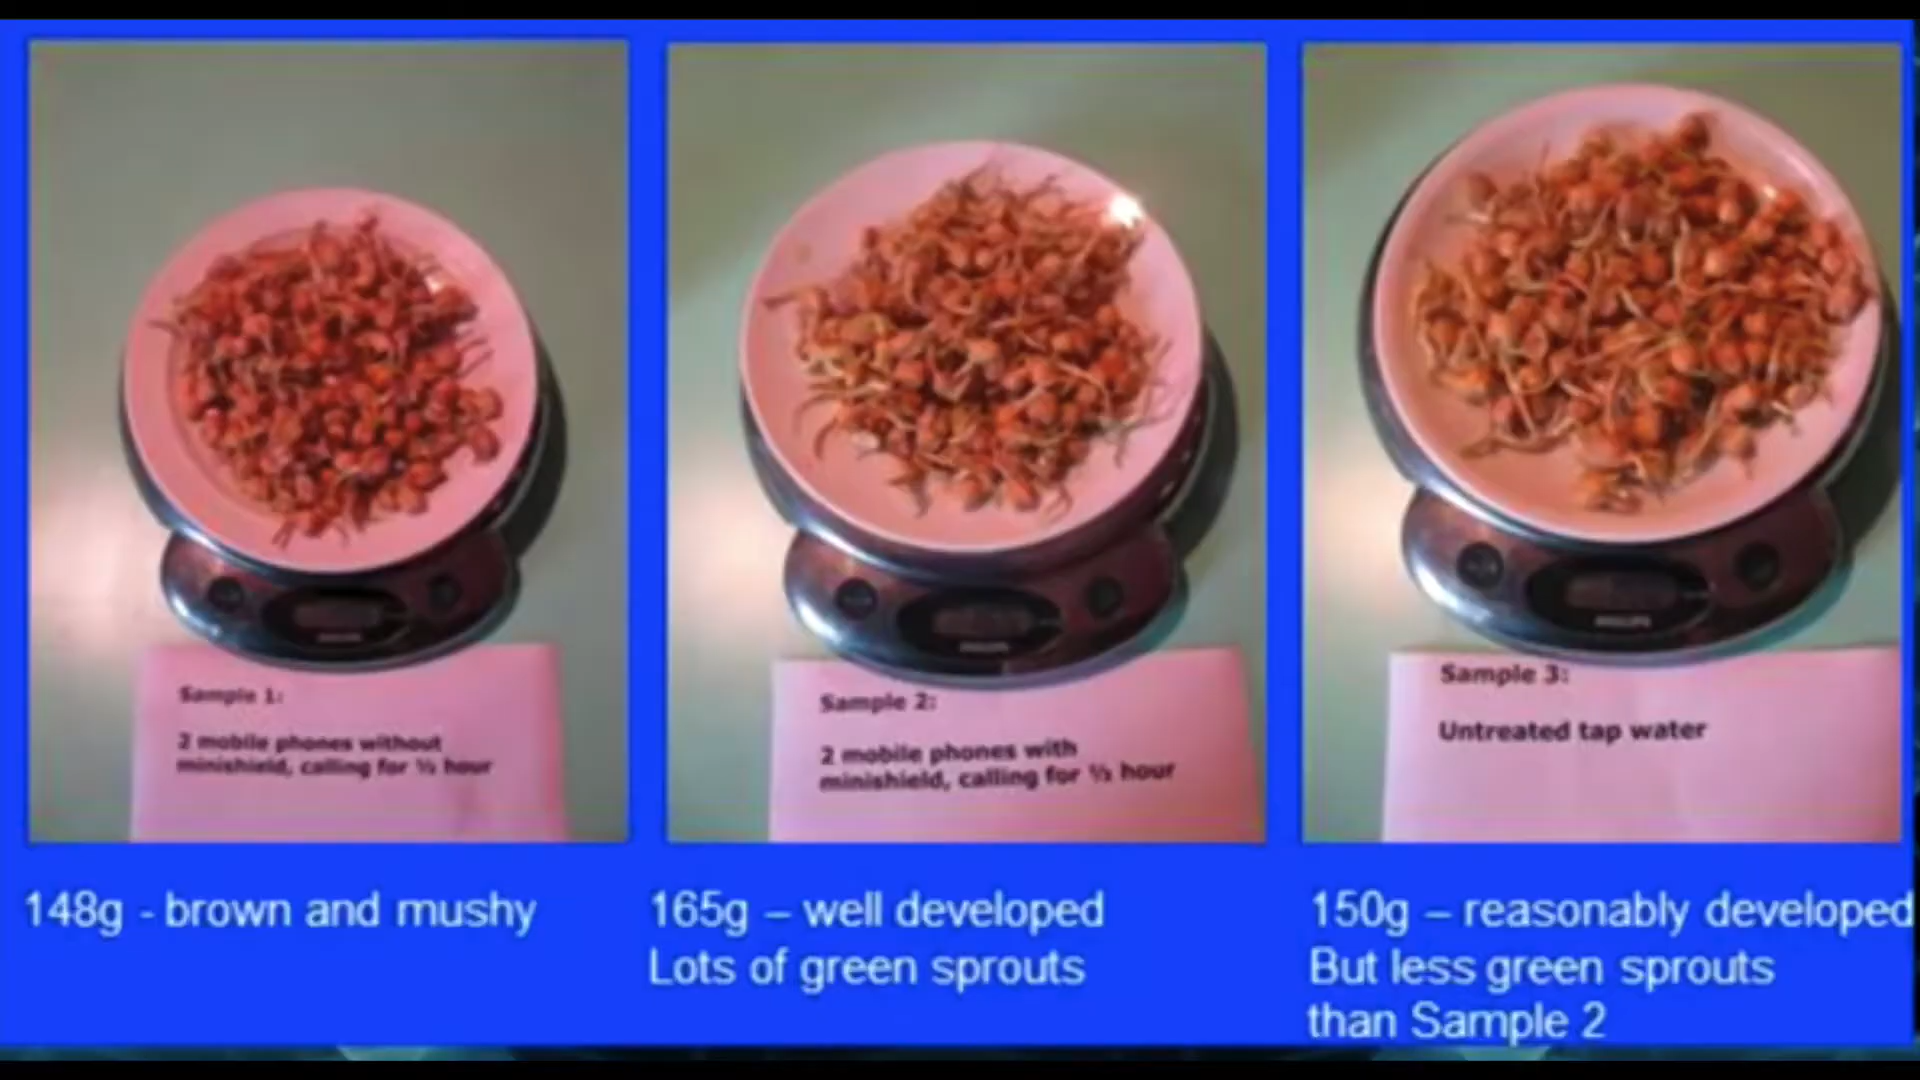 Sample 1:
2 mobile phones without
minishield, calling for ½ hour
Sample 2:
2 mobile phones with
minishield, calling for ½ hour
Sample 3:
Untreated tap water
148g - brown and mushy
165g – well developed
Lots of green sprouts
150g – reasonably developed
But less green sprouts
than Sample 2